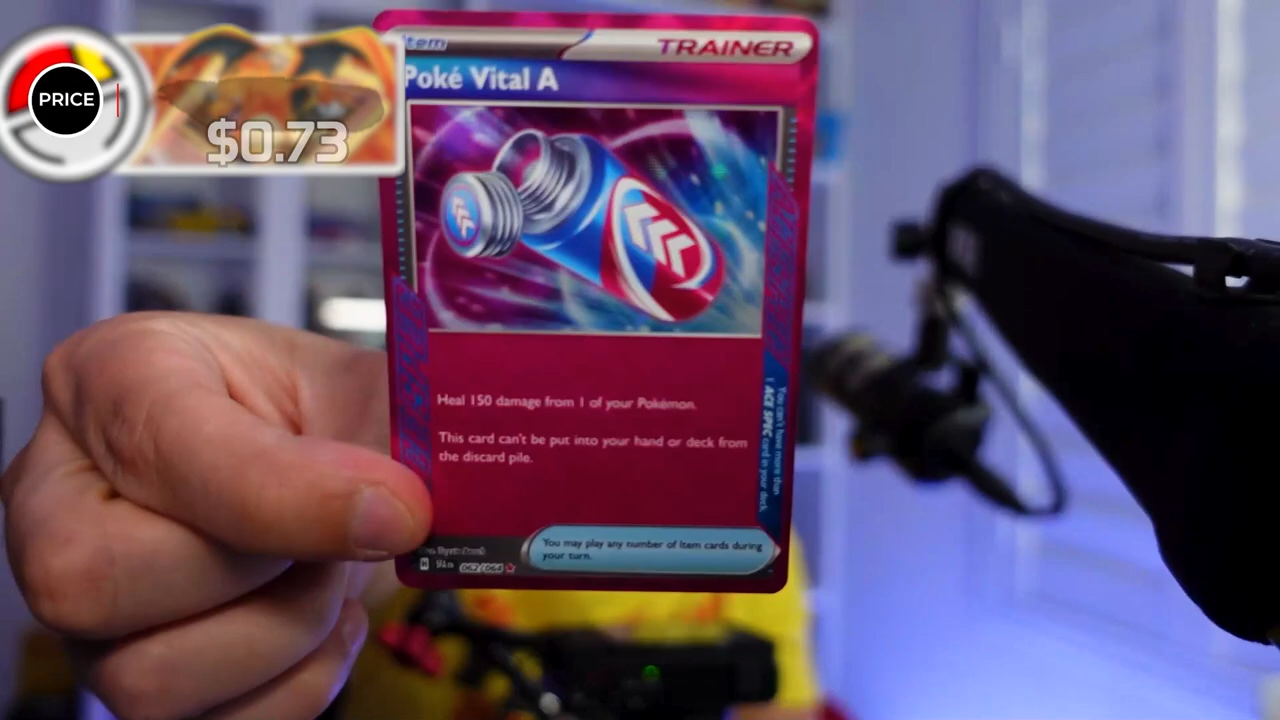 PRICE
$0.73
Item
TRAINER
Poké Vital A
Heal 150 damage from 1 of your Pokémon.
This card can't be put into your hand or deck from
the discard pile.
You can't have more than
1 ACE SPEC card in your deck.
You may play any number of Item cards during
your turn.
062/064